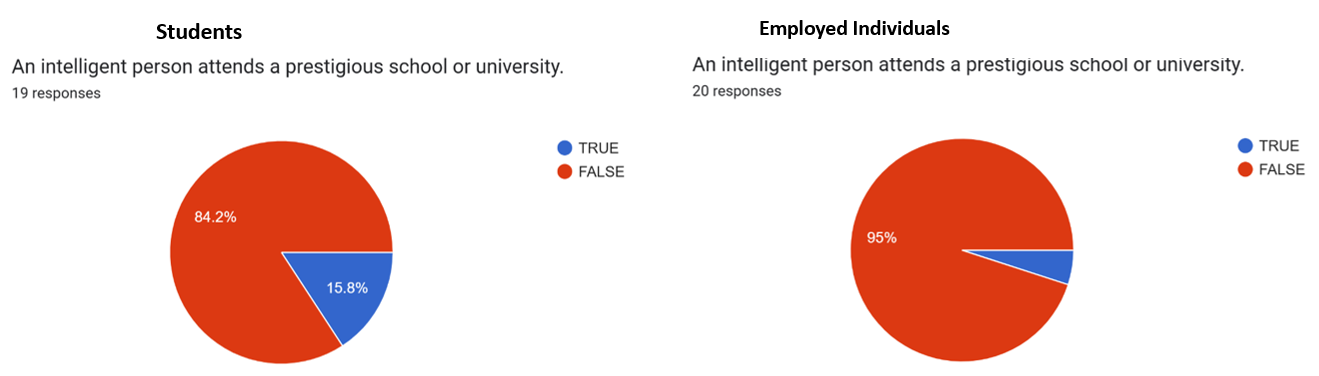 Students
An intelligent person attends a prestigious school or university.
19 responses
TRUE
FALSE
84.2%
15.8%
Employed Individuals
An intelligent person attends a prestigious school or university.
20 responses
TRUE
FALSE
95%